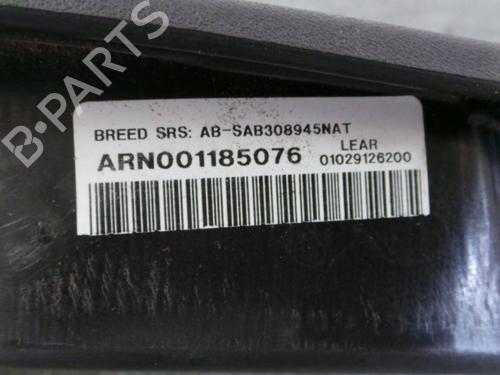 B-PARTS
BREED SRS: AB-SAB308945NAT
LEAR
ARN001185076 01029126200